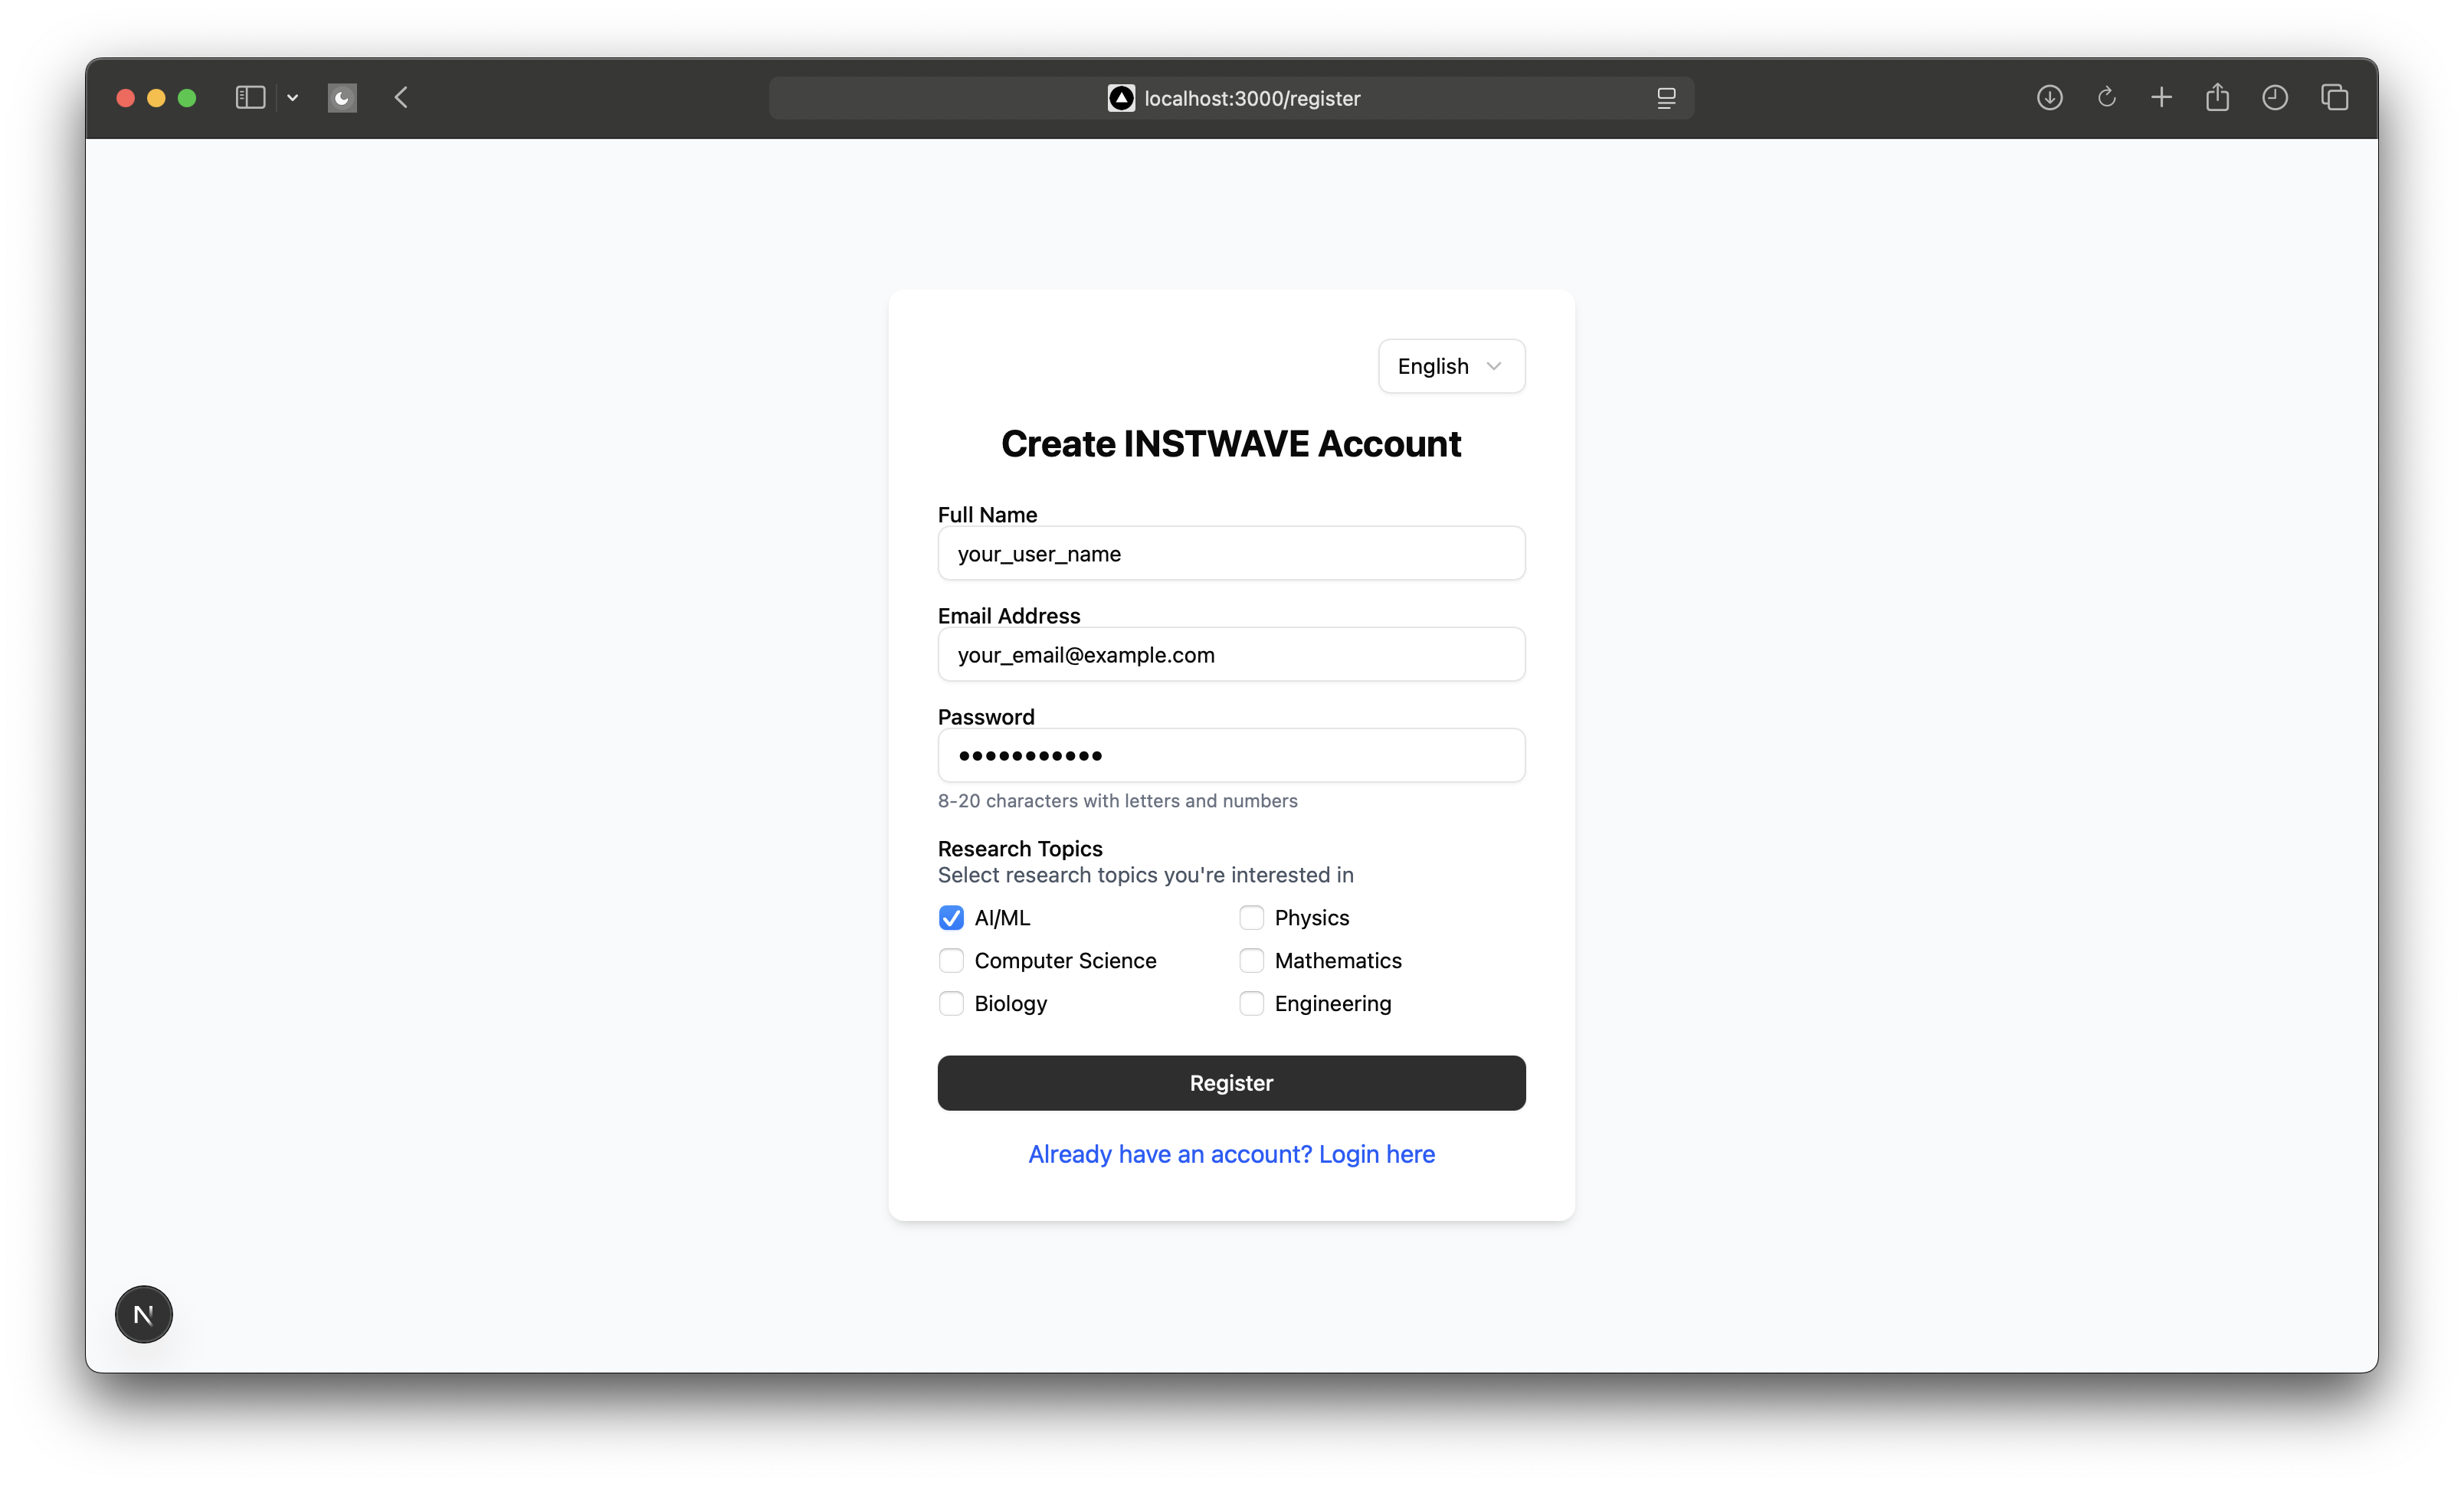 localhost:3000/register
English
Create INSTWAVE Account
Full Name
your_user_name
Email Address
your_email@example.com
Password
8-20 characters with letters and numbers
Research Topics
Select research topics you're interested in
AI/ML Physics
Computer Science Mathematics
Biology Engineering
Register
Already have an account? Login here
N